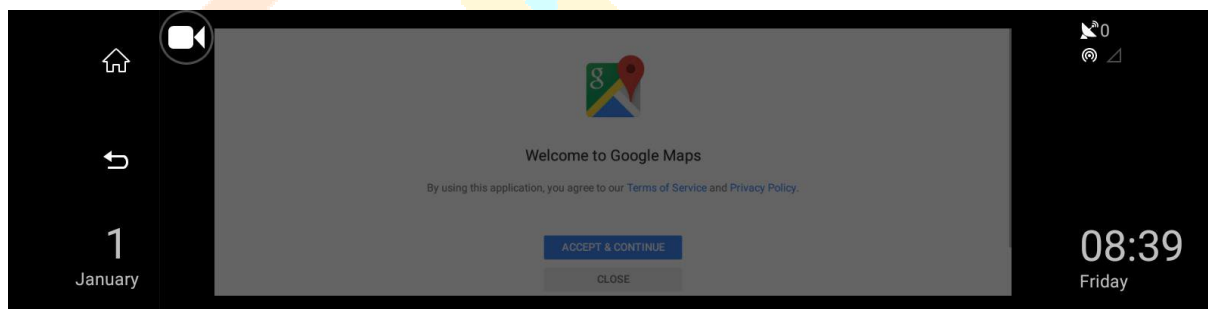 0
Welcome to Google Maps
By using this application, you agree to our Terms of Service and Privacy Policy.
ACCEPT & CONTINUE
CLOSE
1
January
08:39
Friday
g